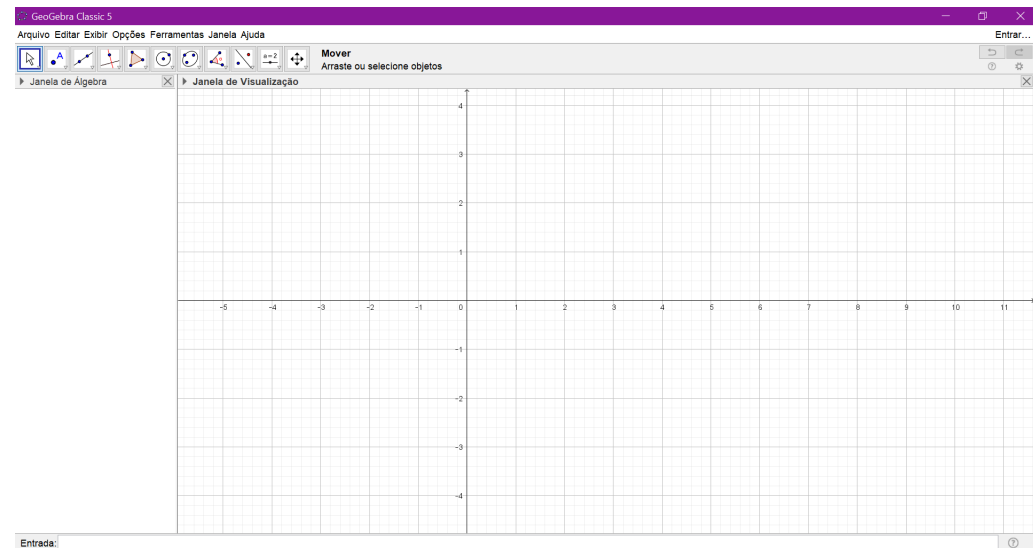 GeoGebra Classic 5
Arquivo Editar Exibir Opções Ferramentas Janela Ajuda
Entrar...
A
α
a=2
Mover
Arraste ou selecione objetos
Janela de Álgebra
Janela de Visualização
4
3
2
1
-5 -4 -3 -2 -1 0 1 2 3 4 5 6 7 8 9 10 11
-1
-2
-3
-4
Entrada: